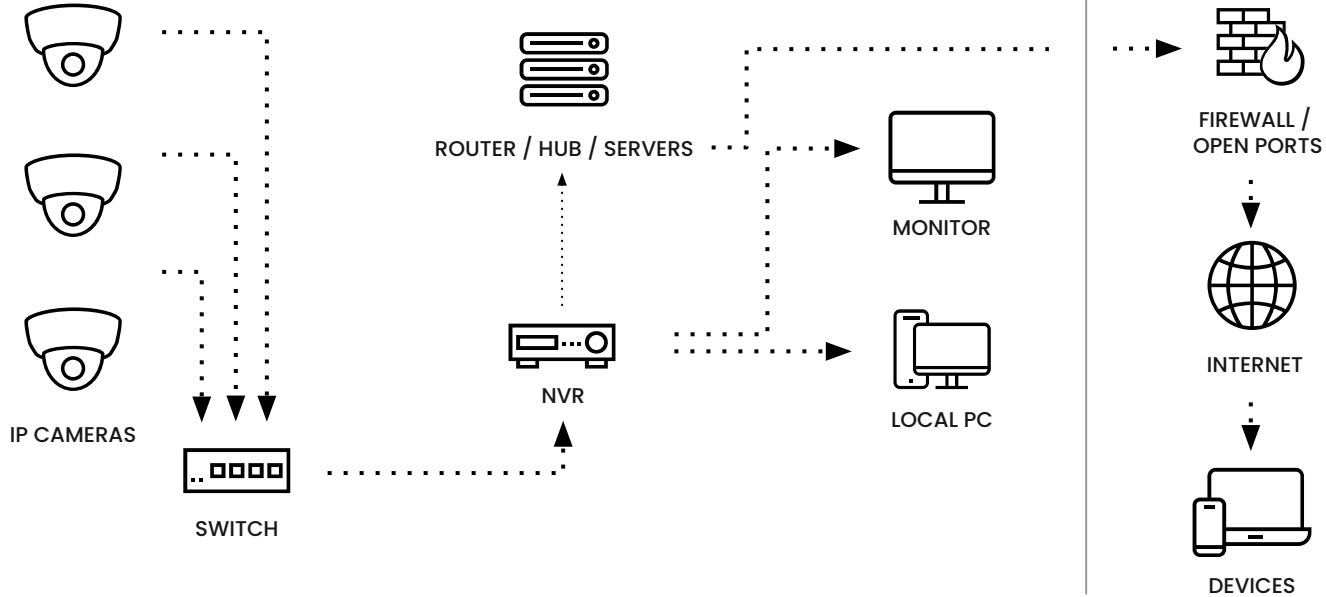 ROUTER / HUB / SERVERS
FIREWALL /
OPEN PORTS
MONITOR
INTERNET
NVR
LOCAL PC
IP CAMERAS
SWITCH
DEVICES